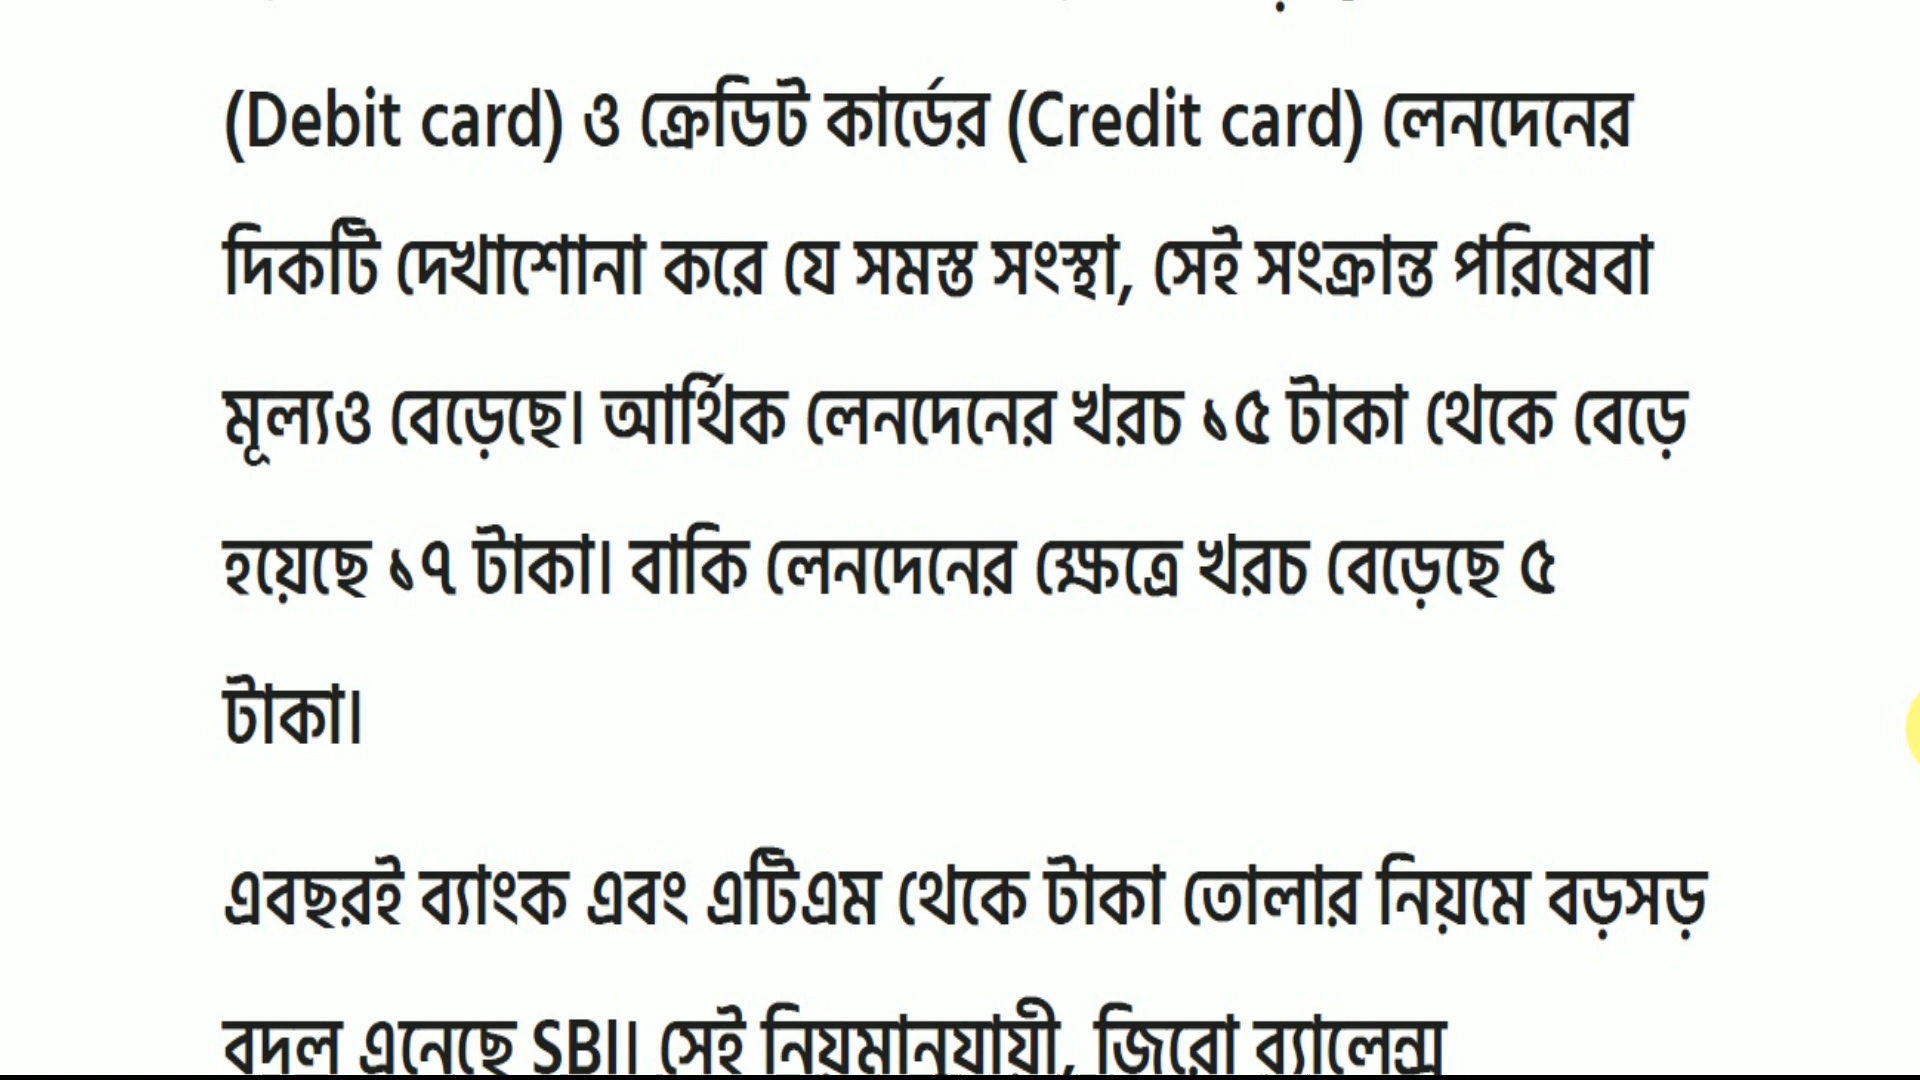 (Debit card) ও ক্রেডিট কার্ডের (Credit card) লেনদেনের
দিকটি দেখাশোনা করে যে সমস্ত সংস্থা, সেই সংক্রান্ত পরিষেবা
মূল্যও বেড়েছে। আর্থিক লেনদেনের খরচ ১৫ টাকা থেকে বেড়ে
হয়েছে ১৭ টাকা। বাকি লেনদেনের ক্ষেত্রে খরচ বেড়েছে ৫
টাকা।
এবছরই ব্যাংক এবং এটিএম থেকে টাকা তোলার নিয়মে বড়সড়
বদল এনেছে SBI। সেই নিয়মানুযায়ী, জিরো ব্যালেন্স